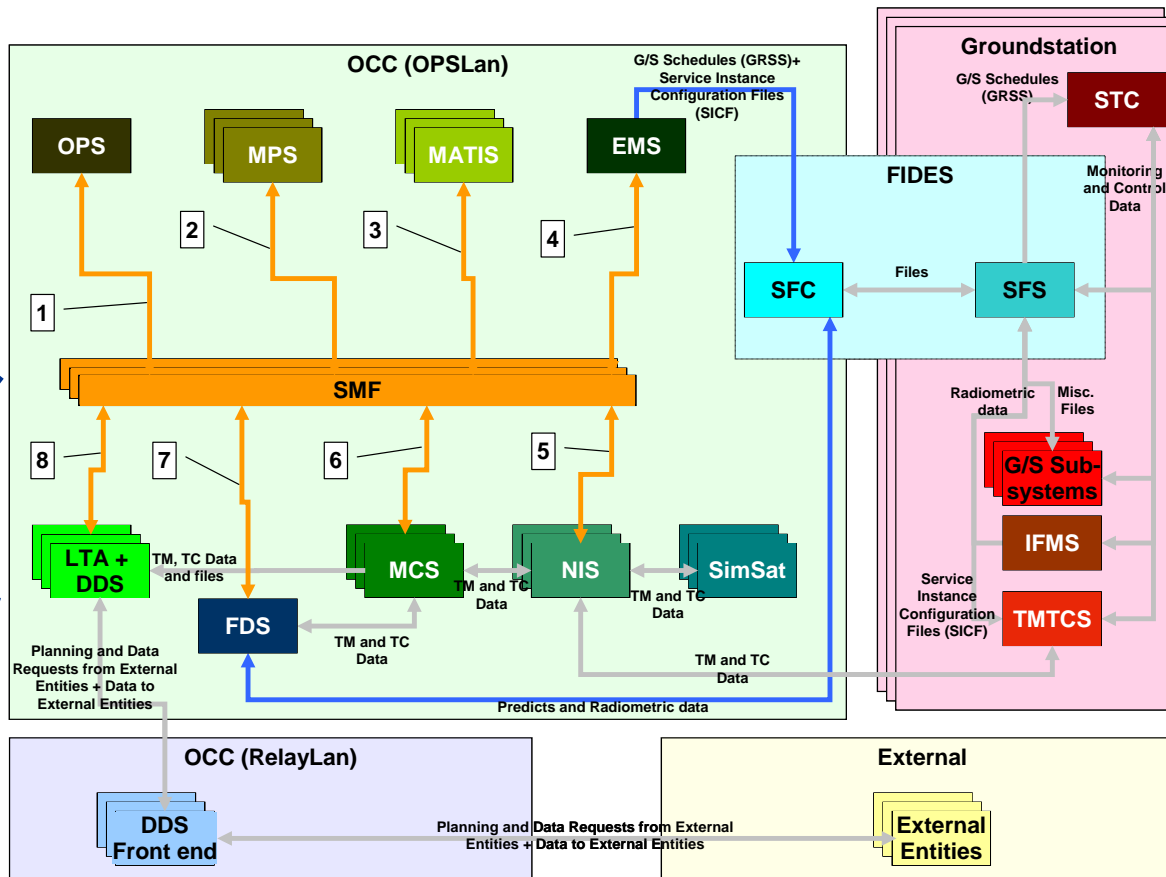 OCC (OPSLan)
G/S Schedules (GRSS)+
Service Instance
Configuration Files
(SICF)
Groundstation
G/S Schedules
(GRSS)
STC
OPS
MPS
MATIS
EMS
FIDES
Monitoring
and Control
Data
1
2
3
4
SFC
Files
SFS
SMF
Radiometric
data
Misc.
Files
8
7
6
5
G/S Sub-
systems
LTA +
DDS
TM, TC Data
and files
MCS
TM and TC
Data
NIS
TM and TC
Data
SimSat
IFMS
FDS
TM and TC
Data
Service
Instance
Configuration
Files (SICF)
TMTCS
Planning and Data
Requests from External
Entities + Data to
External Entities
TM and TC
Data
Predicts and Radiometric data
OCC (RelayLan)
External
DDS
Front end
Planning and Data Requests from External
Entities + Data to External Entities
External
Entities